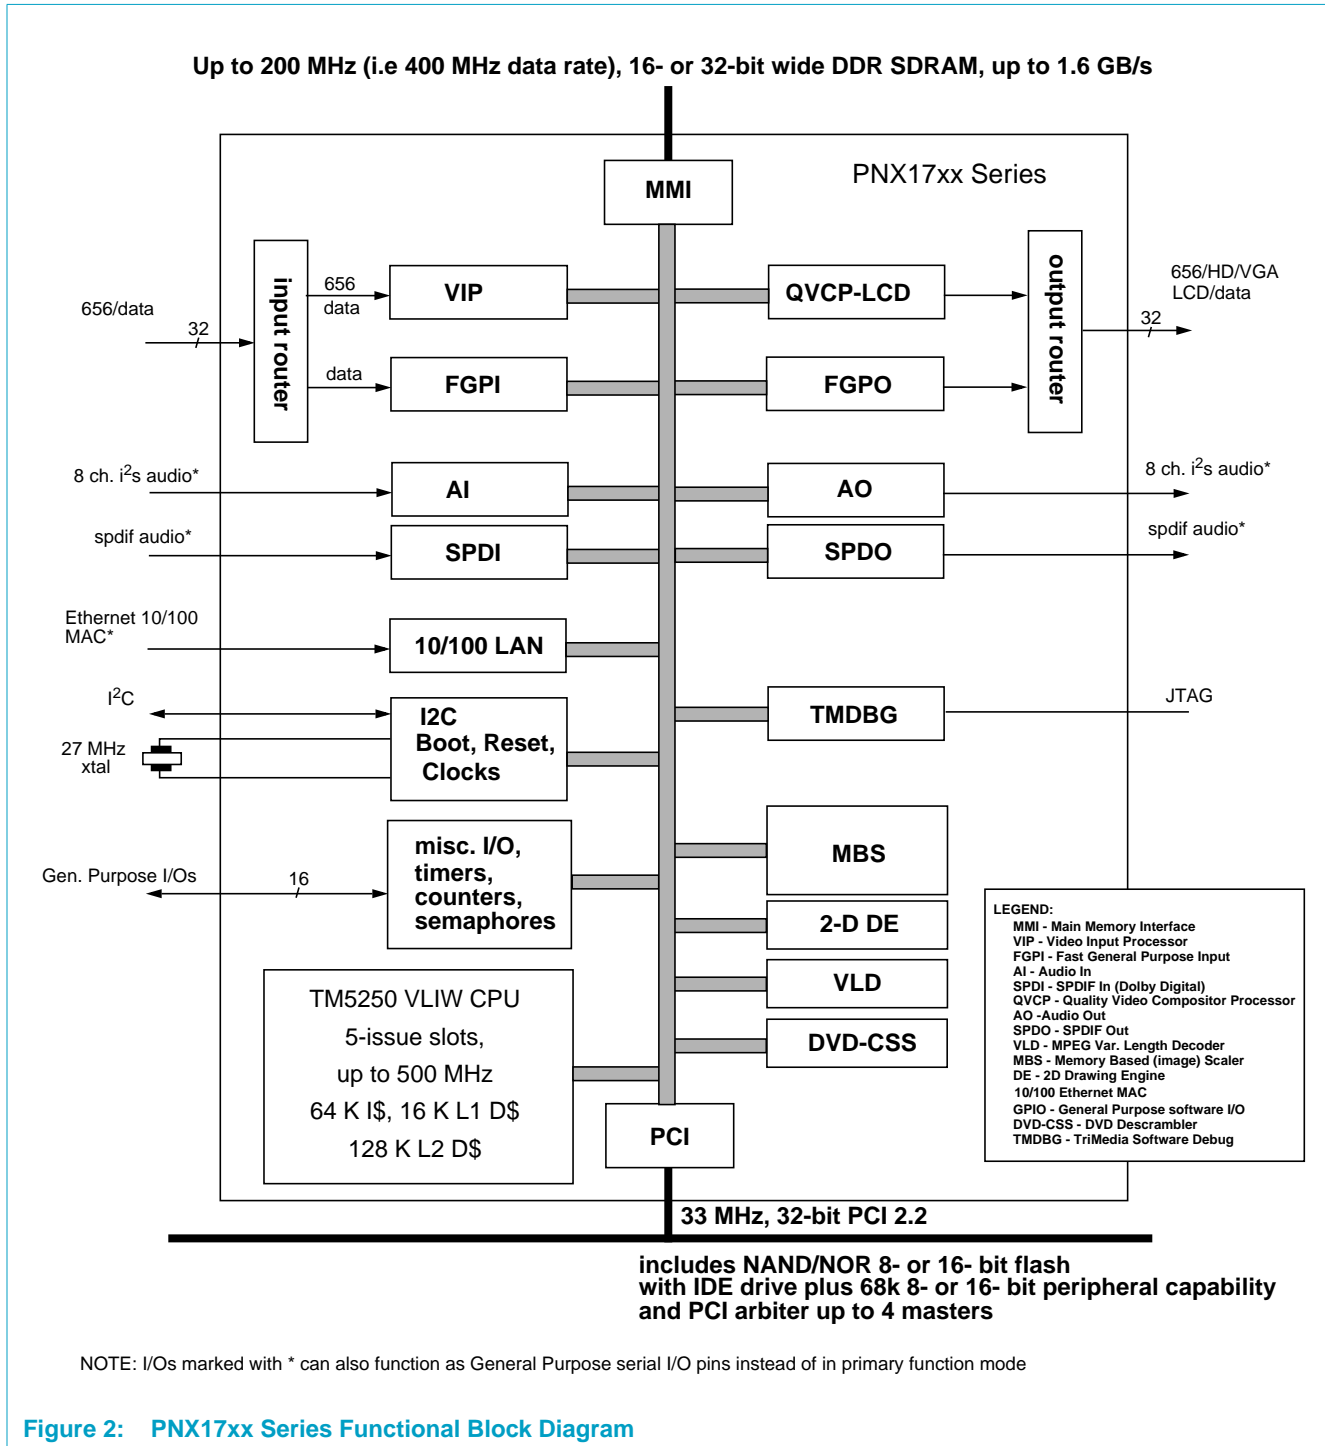 Up to 200 MHz (i.e 400 MHz data rate), 16- or 32-bit wide DDR SDRAM, up to 1.6 GB/s
PNX17xx Series
MMI
input router
656
data
data
656/data
32
VIP
FGPI
QVCP-LCD
FGPO
output router
656/HD/VGA
LCD/data
32
8 ch. i2s audio*
AI
AO
8 ch. i2s audio*
spdif audio*
SPDI
SPDO
spdif audio*
Ethernet 10/100
MAC*
10/100 LAN
I2C
27 MHz
xtal
I2C
Boot, Reset,
Clocks
TMDBG
JTAG
Gen. Purpose I/Os
16
misc. I/O,
timers,
counters,
semaphores
MBS
2-D DE
VLD
DVD-CSS
TM5250 VLIW CPU
5-issue slots,
up to 500 MHz
64 K I$, 16 K L1 D$
128 K L2 D$
PCI
LEGEND:
MMI - Main Memory Interface
VIP - Video Input Processor
FGPI - Fast General Purpose Input
AI - Audio In
SPDI - SPDIF In (Dolby Digital)
QVCP - Quality Video Compositor Processor
AO -Audio Out
SPDO - SPDIF Out
VLD - MPEG Var. Length Decoder
MBS - Memory Based (image) Scaler
DE - 2D Drawing Engine
10/100 Ethernet MAC
GPIO - General Purpose software I/O
DVD-CSS - DVD Descrambler
TMDBG - TriMedia Software Debug
33 MHz, 32-bit PCI 2.2
includes NAND/NOR 8- or 16- bit flash
with IDE drive plus 68k 8- or 16- bit peripheral capability
and PCI arbiter up to 4 masters
NOTE: I/Os marked with * can also function as General Purpose serial I/O pins instead of in primary function mode
Figure 2: PNX17xx Series Functional Block Diagram